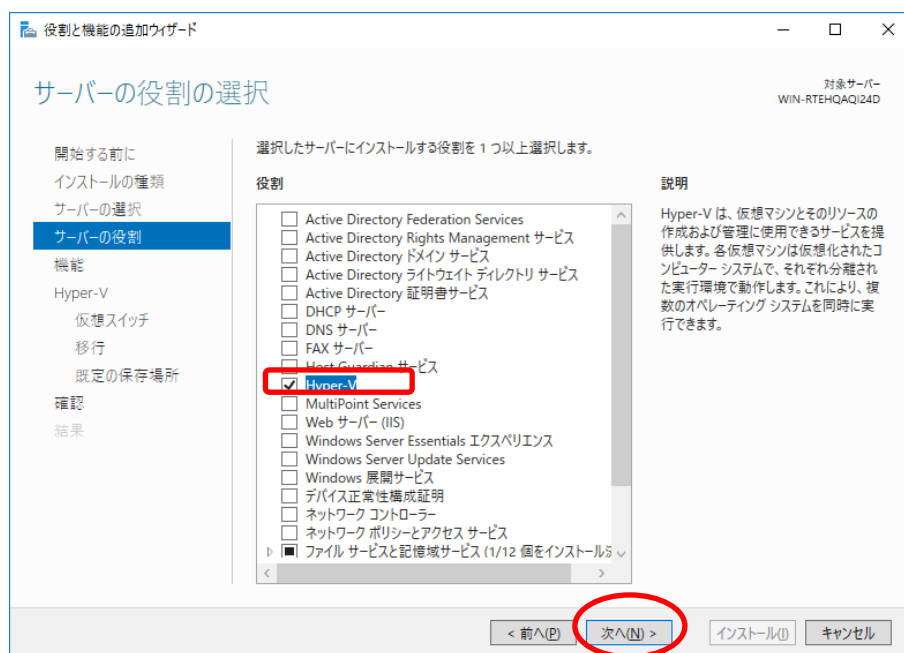 役割と機能の追加ウィザード
サーバーの役割の選択
対象サーバー
WIN-RTEHQAQI24D
開始する前に
インストールの種類
サーバーの選択
サーバーの役割
機能
Hyper-V
仮想スイッチ
移行
既定の保存場所
確認
結果
選択したサーバーにインストールする役割を 1 つ以上選択します。
役割
Active Directory Federation Services
Active Directory Rights Management サービス
Active Directory ドメイン サービス
Active Directory ライトウェイト ディレクトリ サービス
Active Directory 証明書サービス
DHCP サーバー
DNS サーバー
FAX サーバー
Host Guardian サービス
Hyper-V
MultiPoint Services
Web サーバー (IIS)
Windows Server Essentials エクスペリエンス
Windows Server Update Services
Windows 展開サービス
デバイス正常性構成証明
ネットワーク コントローラー
ネットワーク ポリシーとアクセス サービス
ファイル サービスと記憶域サービス (1/12 個をインストール済
説明
Hyper-V は、仮想マシンとそのリソースの
作成および管理に使用できるサービスを提
供します。各仮想マシンは仮想化されたコ
ンピューター システムで、それぞれ分離され
た実行環境で動作します。これにより、複
数のオペレーティング システムを同時に実
行できます。
< 前へ(P)
次へ(N) >
インストール(I)
キャンセル